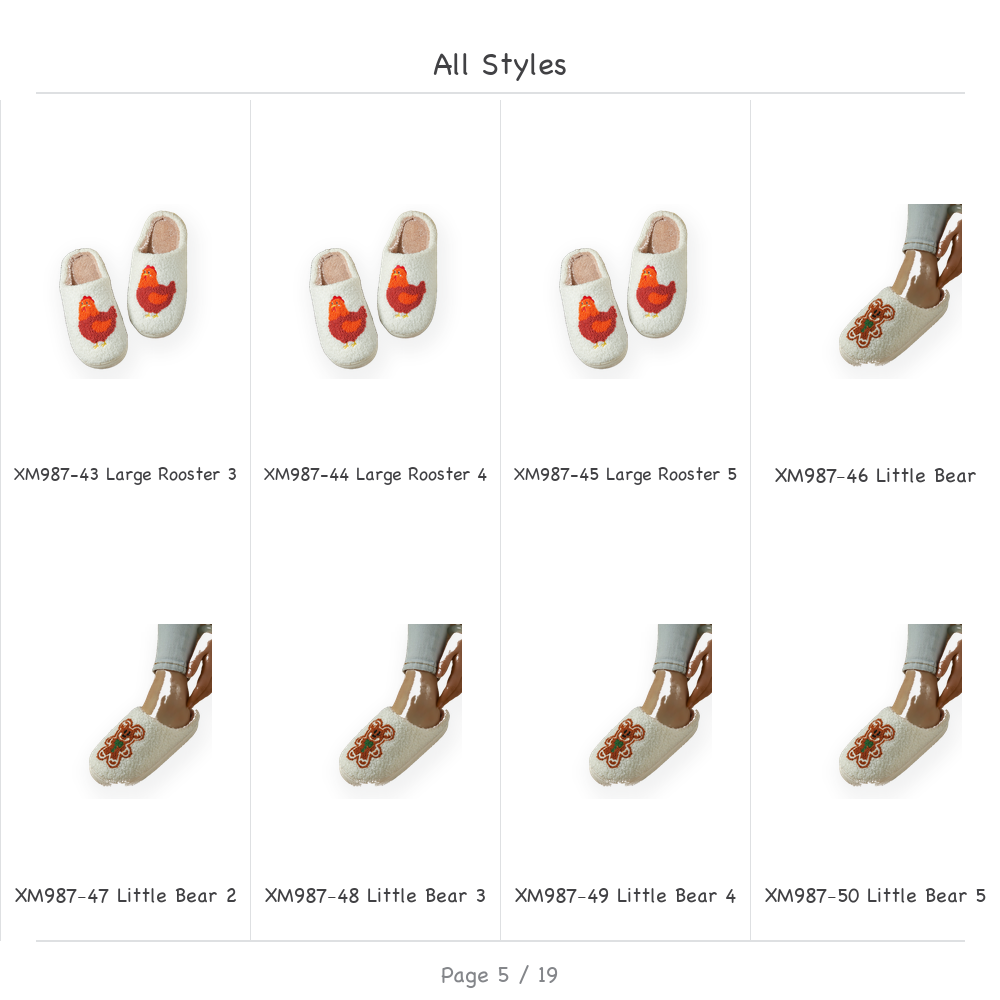 All Styles
XM987-43 Large Rooster 3
XM987-44 Large Rooster 4
XM987-45 Large Rooster 5
XM987-46 Little Bear
XM987-47 Little Bear 2
XM987-48 Little Bear 3
XM987-49 Little Bear 4
XM987-50 Little Bear 5
Page 5 / 19